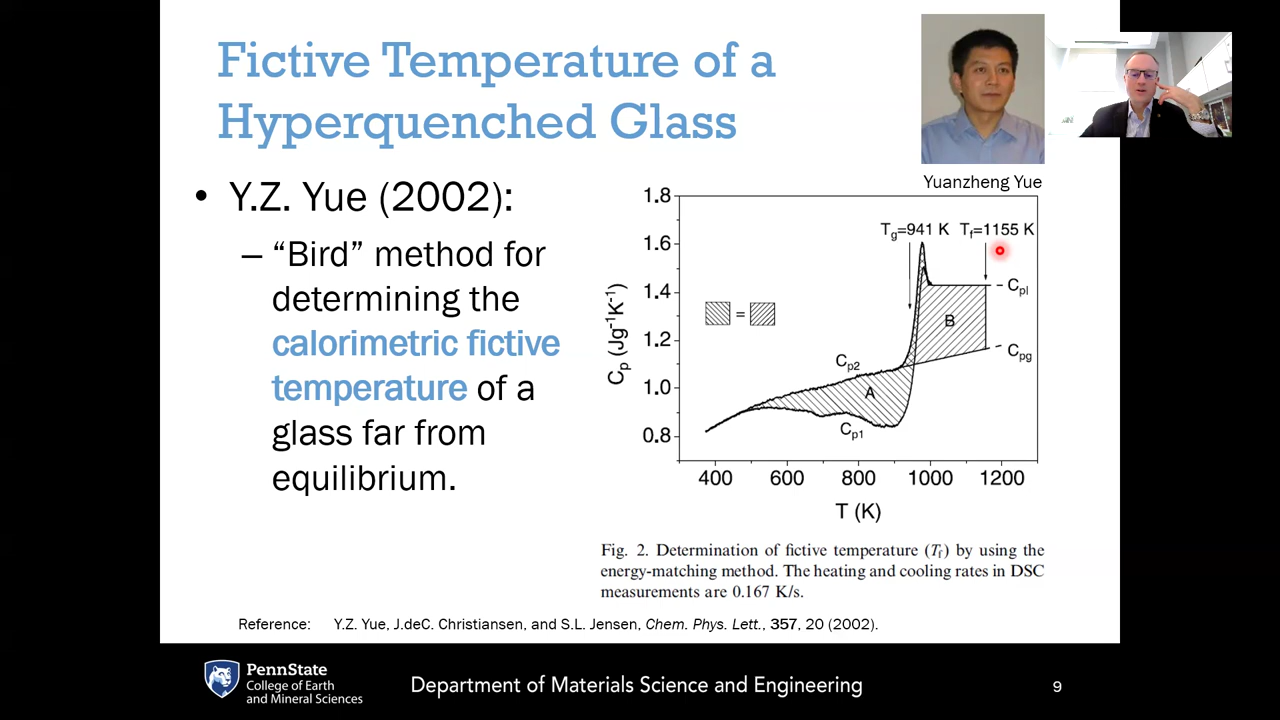 Fictive Temperature of a
Hyperquenched Glass
Yuanzheng Yue
• Y.Z. Yue (2002):
– “Bird” method for
determining the
calorimetric fictive
temperature of a
glass far from
equilibrium.
1.8
1.6
1.4
1.2
1.0
0.8
Cp (Jg-1K-1)
Tg=941 K
Tf=1155 K
Cpl
=
B
Cpg
Cp2
A
Cp1
400
600
800
1000
1200
T (K)
Fig. 2. Determination of fictive temperature (Tf) by using the
energy-matching method. The heating and cooling rates in DSC
measurements are 0.167 K/s.
Reference: Y.Z. Yue, J.deC. Christiansen, and S.L. Jensen, Chem. Phys. Lett., 357, 20 (2002).
PennState
College of Earth
and Mineral Sciences
Department of Materials Science and Engineering
9